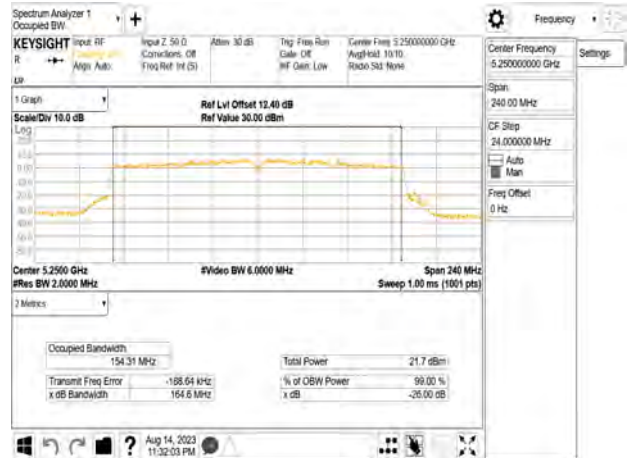 Spectrum Analyzer 1
Occupied BW
Frequency
KEYSIGHT
Input: RF
Input Z: 50 Ω
Atten: 30 dB
Trig: Free Run
Center Freq: 5.250000000 GHz
Corrections: Off
Gate: Off
Avg|Hold: 10/10
Align: Auto
Freq Ref: Int (S)
#IF Gain: Low
Radio Std: None
R
Center Frequency
5.250000000 GHz
Settings
Span
240.00 MHz
CF Step
24.000000 MHz
Auto
Man
Freq Offset
0 Hz
1 Graph
Ref Lvl Offset 12.40 dB
Scale/Div 10.0 dB
Ref Value 30.00 dBm
Log
Center 5.2500 GHz
#Video BW 6.0000 MHz
Span 240 MHz
#Res BW 2.0000 MHz
Sweep 1.00 ms (1001 pts)
2 Metrics
Occupied Bandwidth
154.31 MHz
Total Power
21.7 dBm
Transmit Freq Error
-168.64 kHz
% of OBW Power
99.00 %
x dB Bandwidth
164.6 MHz
x dB
-26.00 dB
Aug 14, 2023
11:32:03 PM